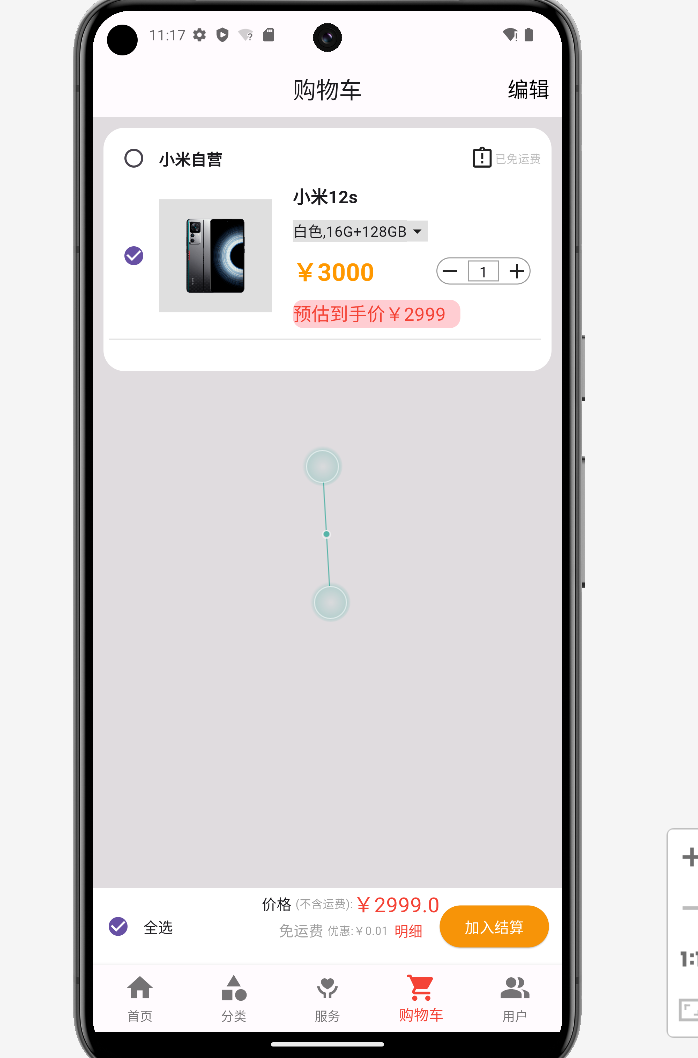 11:17
购物车 编辑
小米自营 已免运费
小米12s
白色,16G+128GB
￥3000 1
预估到手价￥2999
价格 (不含运费):￥2999.0
全选 免运费 优惠:￥0.01 明细 加入结算
首页 分类 服务 购物车 用户
1:1